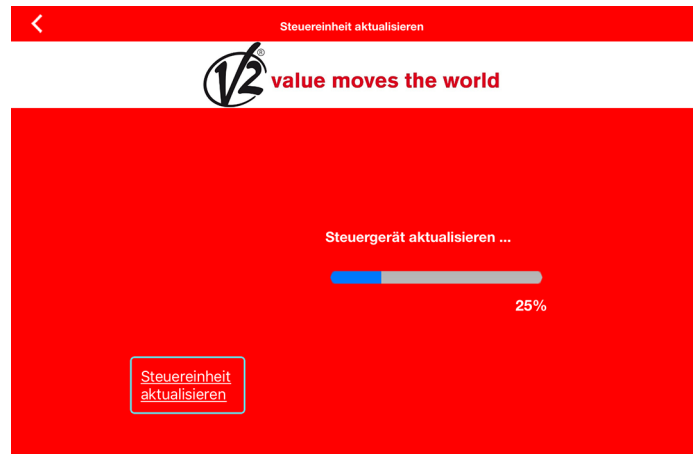 Steuereinheit aktualisieren
V2®
value moves the world
Steuergerät aktualisieren ...
25%
Steuereinheit
aktualisieren